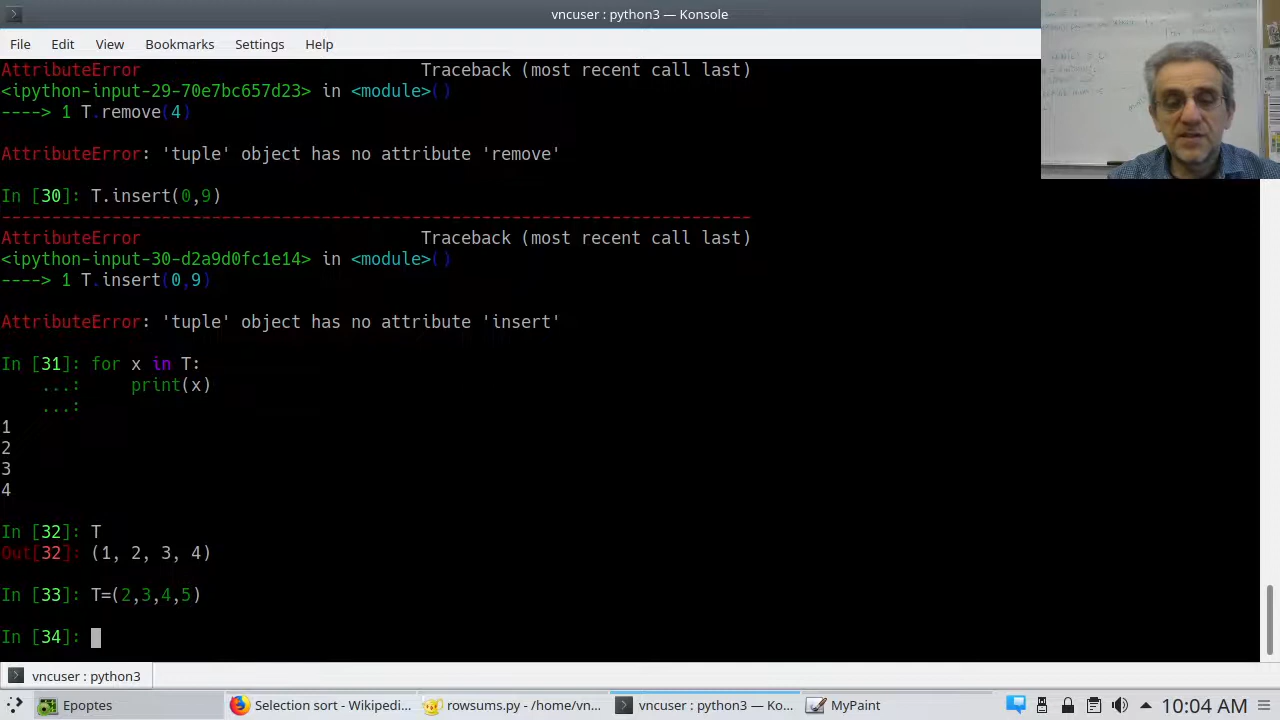 vncuser : python3 — Konsole
File Edit View Bookmarks Settings Help
AttributeError Traceback (most recent call last)
<ipython-input-29-70e7bc657d23> in <module>()
----> 1 T.remove(4)
AttributeError: 'tuple' object has no attribute 'remove'
In [30]: T.insert(0,9)
---------------------------------------------------------------------------
AttributeError Traceback (most recent call last)
<ipython-input-30-d2a9d0fc1e14> in <module>()
----> 1 T.insert(0,9)
AttributeError: 'tuple' object has no attribute 'insert'
In [31]: for x in T:
...: print(x)
...:
1
2
3
4
In [32]: T
Out[32]: (1, 2, 3, 4)
In [33]: T=(2,3,4,5)
In [34]:
vncuser : python3
Epoptes Selection sort - Wikipedi... rowsums.py - /home/vn... vncuser : python3 — Ko... MyPaint 10:04 AM